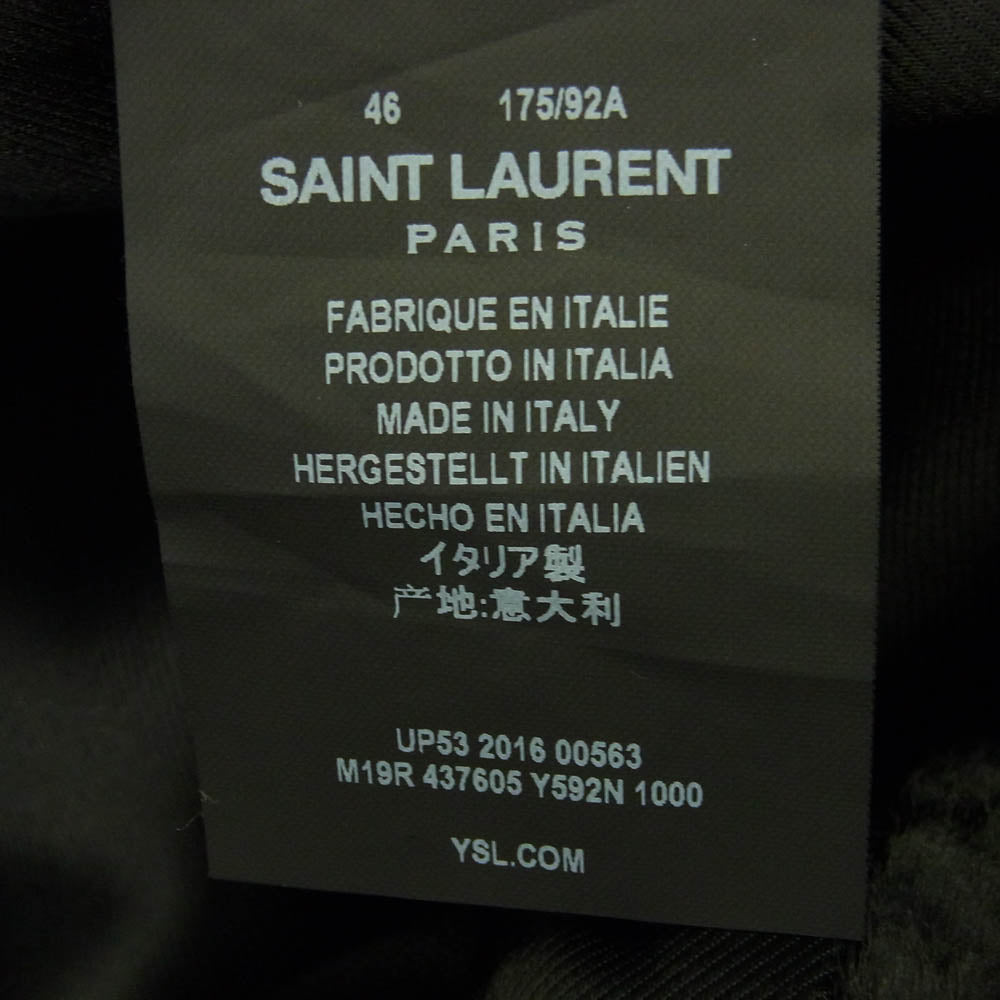 46 175/92A
SAINT LAURENT
PARIS
FABRIQUE EN ITALIE
PRODOTTO IN ITALIA
MADE IN ITALY
HERGESTELLT IN ITALIEN
HECHO EN ITALIA
イタリア製
产地:意大利
UP53 2016 00563
M19R 437605 Y592N 1000
YSL.COM